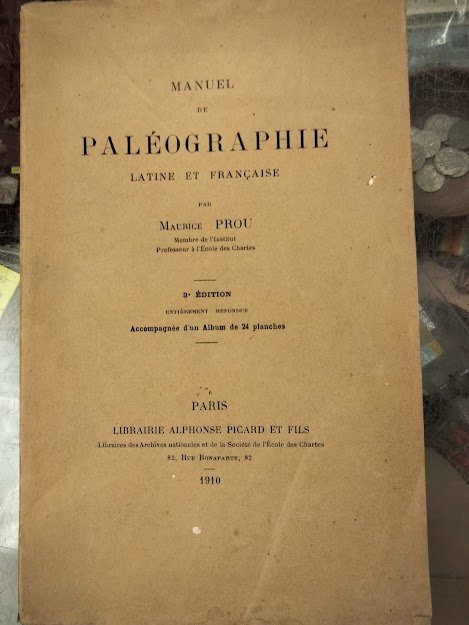 MANUEL
DE
PALÉOGRAPHIE
LATINE ET FRANÇAISE
PAR
MAURICE PROU
Membre de l'Institut
Professeur à l'École des Chartes
3e ÉDITION
ENTIÈREMENT REFONDUE
Accompagnée d'un Album de 24 planches
PARIS
LIBRAIRIE ALPHONSE PICARD ET FILS
Libraires des Archives nationales et de la Société de l'École des Chartes
82, RUE BONAPARTE, 82
1910